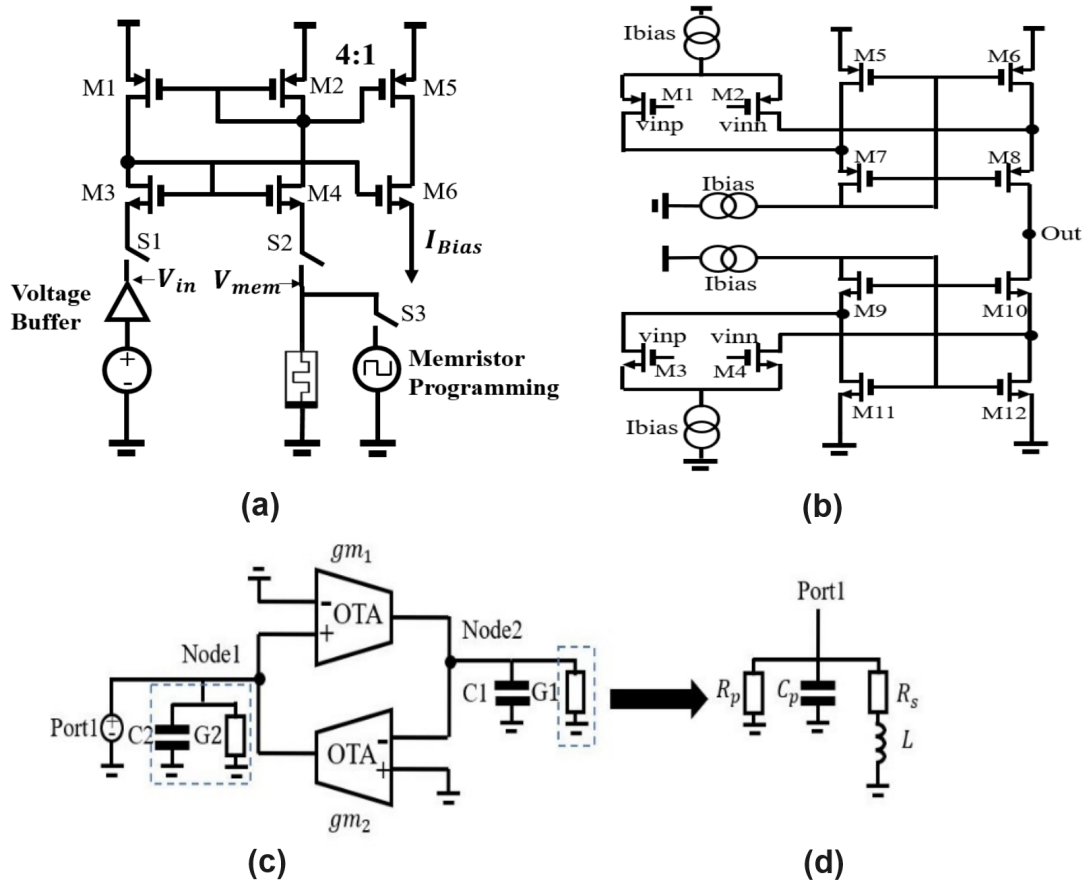 4:1
M1
M2
M5
M3
M4
M6
S1
S2
I_Bias
V_in
V_mem
S3
Voltage
Buffer
+
-
Memristor
Programming
(a)
Ibias
M5
M6
M1
M2
vinp
vinn
M7
M8
Ibias
Out
Ibias
M9
M10
vinp
vinn
M3
M4
M11
M12
Ibias
(b)
gm₁
-
OTA
+
Node1
Node2
Port1
+
-
C2
G2
C1
G1
-
OTA
+
gm₂
(c)
Port1
R_p
C_p
R_s
L
(d)